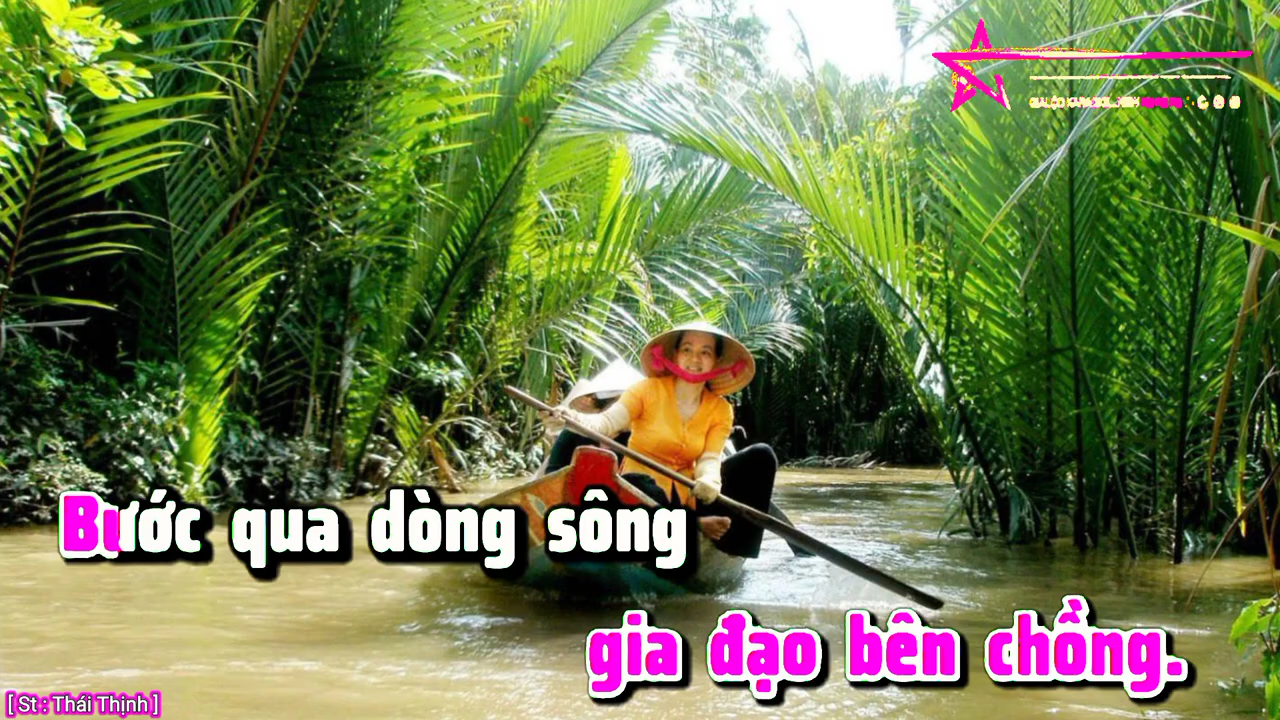 Bước qua dòng sông
gia đạo bên chồng.
[ St : Thái Thịnh ]